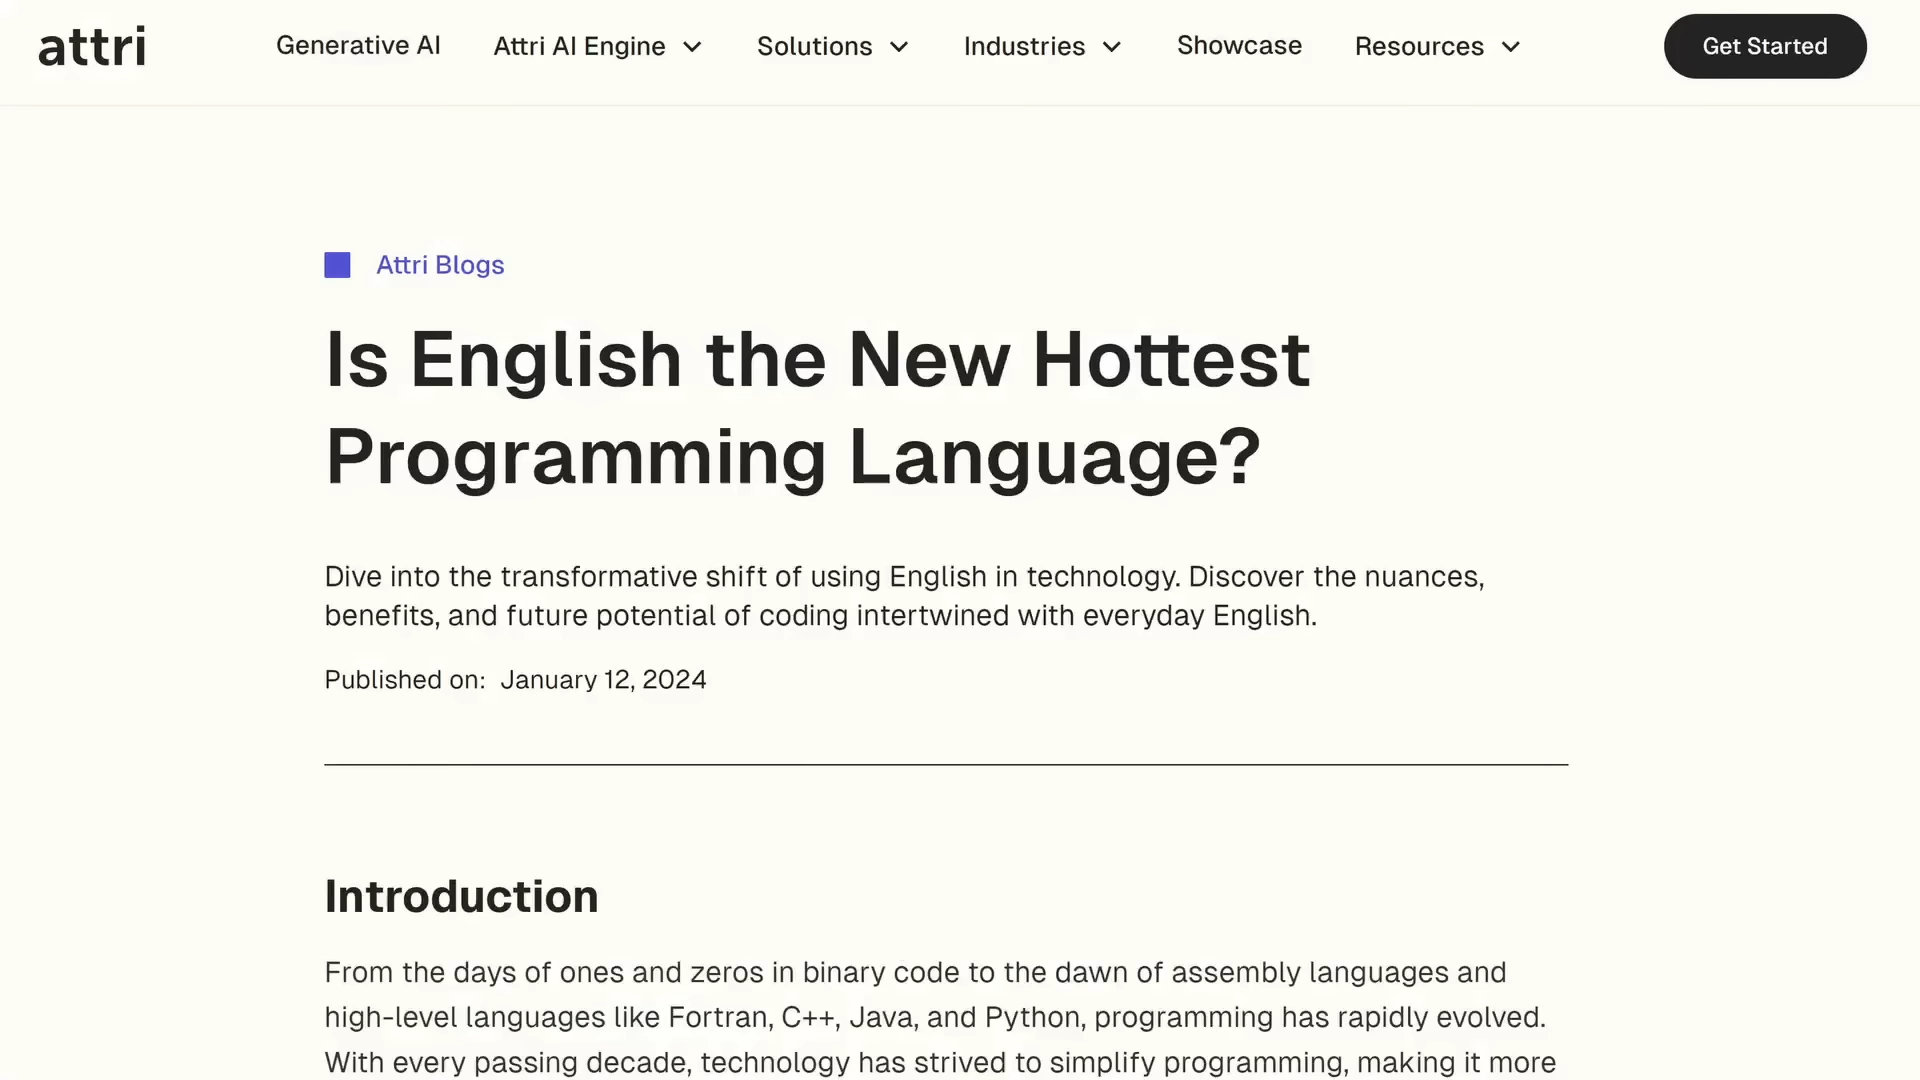 attri
Generative AI
Attri AI Engine
Solutions
Industries
Showcase
Resources
Get Started
Attri Blogs
Is English the New Hottest
Programming Language?
Dive into the transformative shift of using English in technology. Discover the nuances,
benefits, and future potential of coding intertwined with everyday English.
Published on: January 12, 2024
Introduction
From the days of ones and zeros in binary code to the dawn of assembly languages and
high-level languages like Fortran, C++, Java, and Python, programming has rapidly evolved.
With every passing decade, technology has strived to simplify programming, making it more